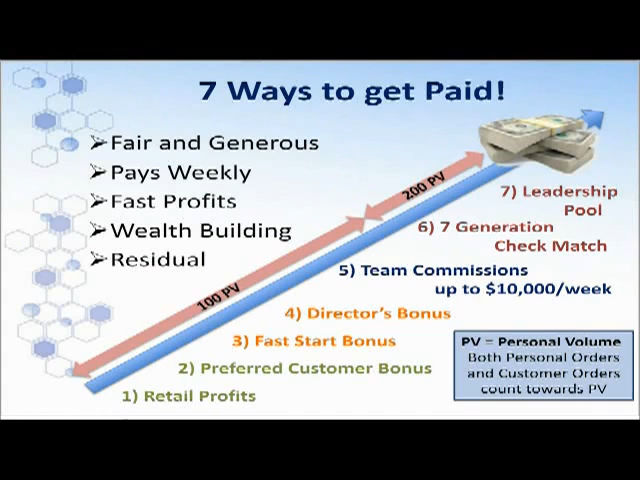 7 Ways to get Paid!
Fair and Generous
Pays Weekly
Fast Profits
Wealth Building
Residual
200 PV
100 PV
7) Leadership
Pool
6) 7 Generation
Check Match
5) Team Commissions
up to $10,000/week
4) Director's Bonus
3) Fast Start Bonus
2) Preferred Customer Bonus
1) Retail Profits
PV = Personal Volume
Both Personal Orders
and Customer Orders
count towards PV